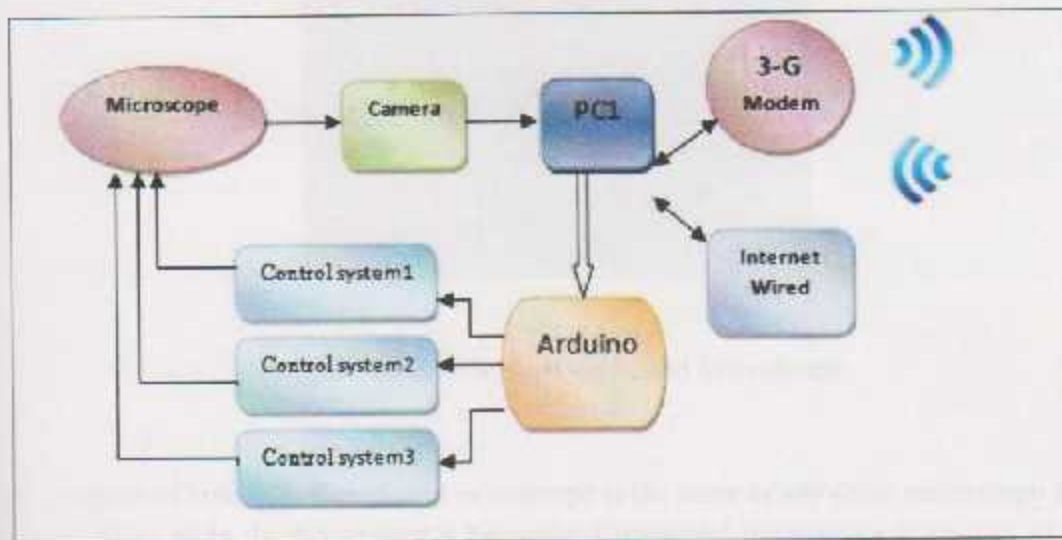 Microscope
Camera
PC1
3-G
Modem
Internet
Wired
Control system1
Control system2
Control system3
Arduino